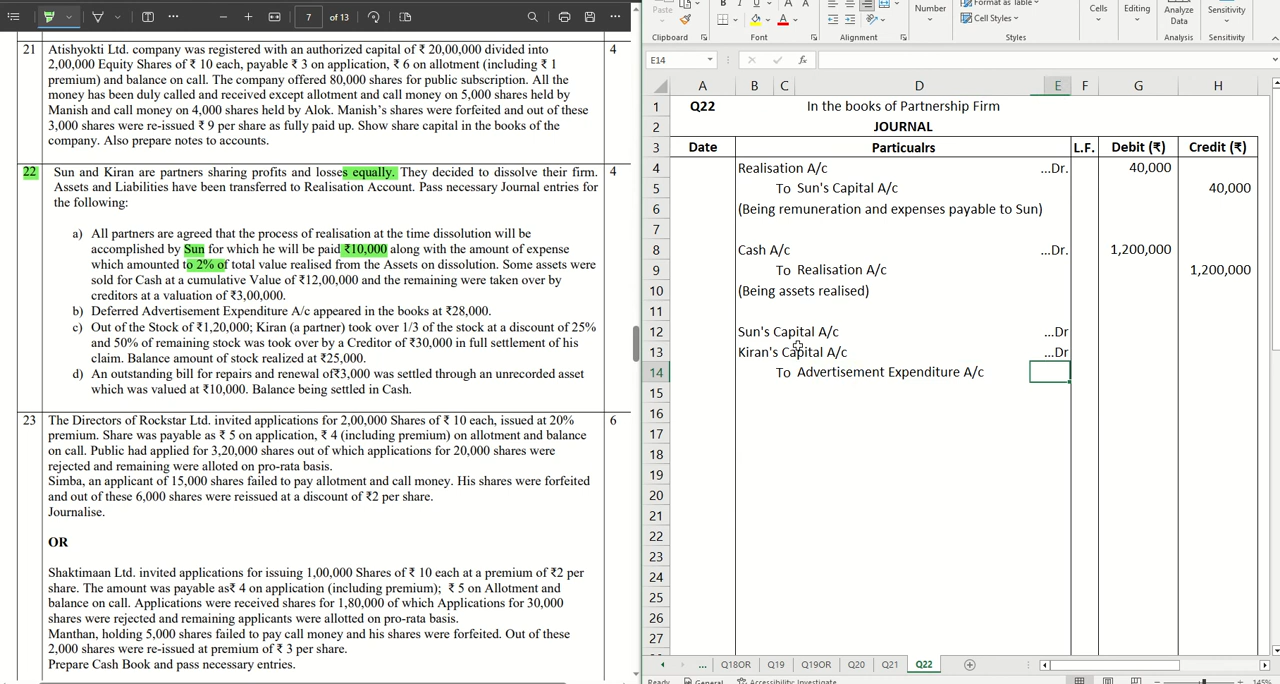 7 of 13
21 Atishyokti Ltd. company was registered with an authorized capital of ₹ 20,00,000 divided into 4
2,00,000 Equity Shares of ₹ 10 each, payable ₹ 3 on application, ₹ 6 on allotment (including ₹ 1
premium) and balance on call. The company offered 80,000 shares for public subscription. All the
money has been duly called and received except allotment and call money on 5,000 shares held by
Manish and call money on 4,000 shares held by Alok. Manish's shares were forfeited and out of these
3,000 shares were re-issued ₹ 9 per share as fully paid up. Show share capital in the books of the
company. Also prepare notes to accounts.
22 Sun and Kiran are partners sharing profits and losses equally. They decided to dissolve their firm. 4
Assets and Liabilities have been transferred to Realisation Account. Pass necessary Journal entries for
the following:
a) All partners are agreed that the process of realisation at the time dissolution will be
accomplished by Sun for which he will be paid ₹10,000 along with the amount of expense
which amounted to 2% of total value realised from the Assets on dissolution. Some assets were
sold for Cash at a cumulative Value of ₹12,00,000 and the remaining were taken over by
creditors at a valuation of ₹3,00,000.
b) Deferred Advertisement Expenditure A/c appeared in the books at ₹28,000.
c) Out of the Stock of ₹1,20,000; Kiran (a partner) took over 1/3 of the stock at a discount of 25%
and 50% of remaining stock was took over by a Creditor of ₹30,000 in full settlement of his
claim. Balance amount of stock realized at ₹25,000.
d) An outstanding bill for repairs and renewal of₹3,000 was settled through an unrecorded asset
which was valued at ₹10,000. Balance being settled in Cash.
23 The Directors of Rockstar Ltd. invited applications for 2,00,000 Shares of ₹ 10 each, issued at 20% 6
premium. Share was payable as ₹ 5 on application, ₹ 4 (including premium) on allotment and balance
on call. Public had applied for 3,20,000 shares out of which applications for 20,000 shares were
rejected and remaining were alloted on pro-rata basis.
Simba, an applicant of 15,000 shares failed to pay allotment and call money. His shares were forfeited
and out of these 6,000 shares were reissued at a discount of ₹2 per share.
Journalise.
OR
Shaktimaan Ltd. invited applications for issuing 1,00,000 Shares of ₹ 10 each at a premium of ₹2 per
share. The amount was payable as₹ 4 on application (including premium); ₹ 5 on Allotment and
balance on call. Applications were received shares for 1,80,000 of which Applications for 30,000
shares were rejected and remaining applicants were allotted on pro-rata basis.
Manthan, holding 5,000 shares failed to pay call money and his shares were forfeited. Out of these
2,000 shares were re-issued at premium of ₹ 3 per share.
Prepare Cash Book and pass necessary entries.
Paste B I U A A Number Format as Table Cells Editing Analyze Sensitivity
Cell Styles Data
Clipboard Font Alignment Styles Analysis Sensitivity
E14 fx
A B C D E F G H
1 Q22 In the books of Partnership Firm
2 JOURNAL
3 Date Particuairs L.F. Debit (₹) Credit (₹)
4 Realisation A/c ...Dr. 40,000
5 To Sun's Capital A/c 40,000
6 (Being remuneration and expenses payable to Sun)
7
8 Cash A/c ...Dr. 1,200,000
9 To Realisation A/c 1,200,000
10 (Being assets realised)
11
12 Sun's Capital A/c ...Dr
13 Kiran's Capital A/c ...Dr
14 To Advertisement Expenditure A/c
15
16
17
18
19
20
21
22
23
24
25
26
27
... Q18OR Q19 Q19OR Q20 Q21 Q22
Ready General Accessibility: Investigate 145%